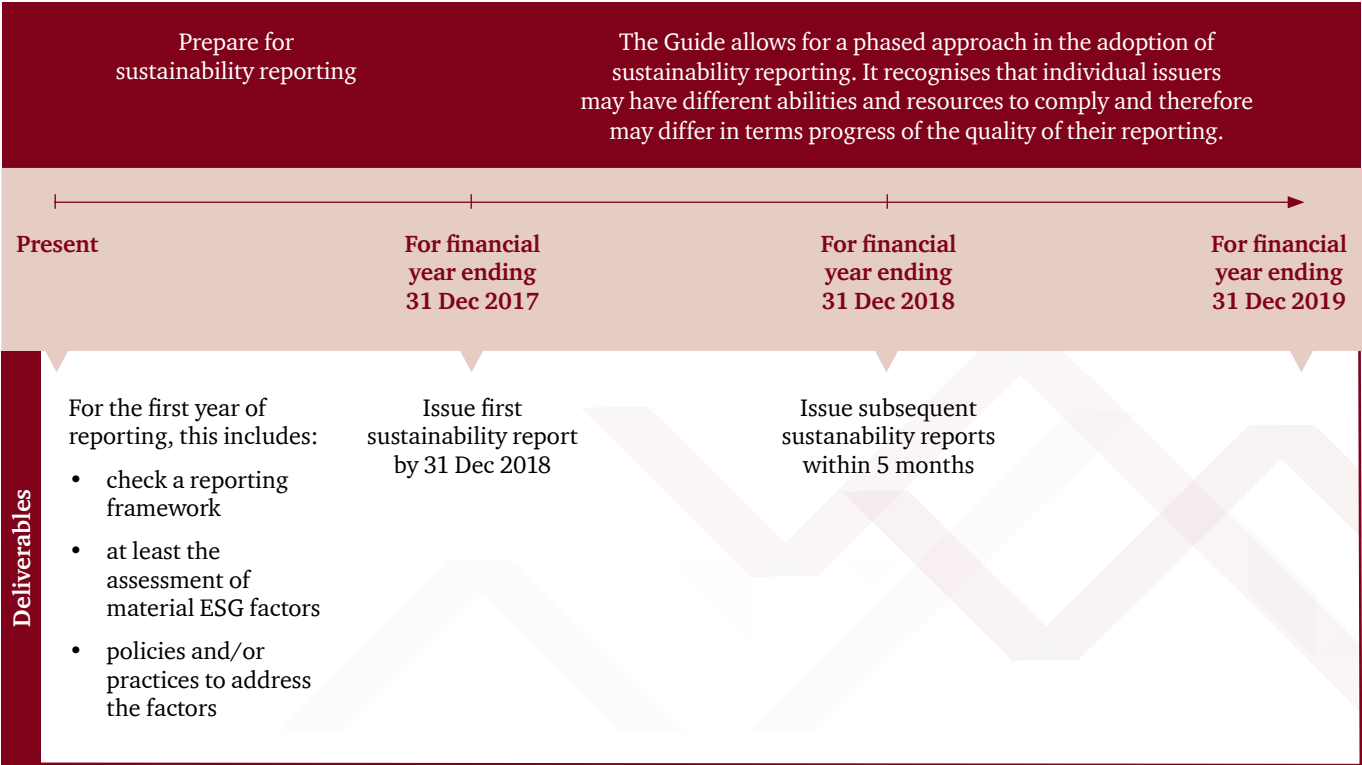 Prepare for
sustainability reporting
The Guide allows for a phased approach in the adoption of
sustainability reporting. It recognises that individual issuers
may have different abilities and resources to comply and therefore
may differ in terms progress of the quality of their reporting.
Present
For financial
year ending
31 Dec 2017
For financial
year ending
31 Dec 2018
For financial
year ending
31 Dec 2019
Deliverables
For the first year of
reporting, this includes:
• check a reporting
framework
• at least the
assessment of
material ESG factors
• policies and/or
practices to address
the factors
Issue first
sustainability report
by 31 Dec 2018
Issue subsequent
sustanability reports
within 5 months